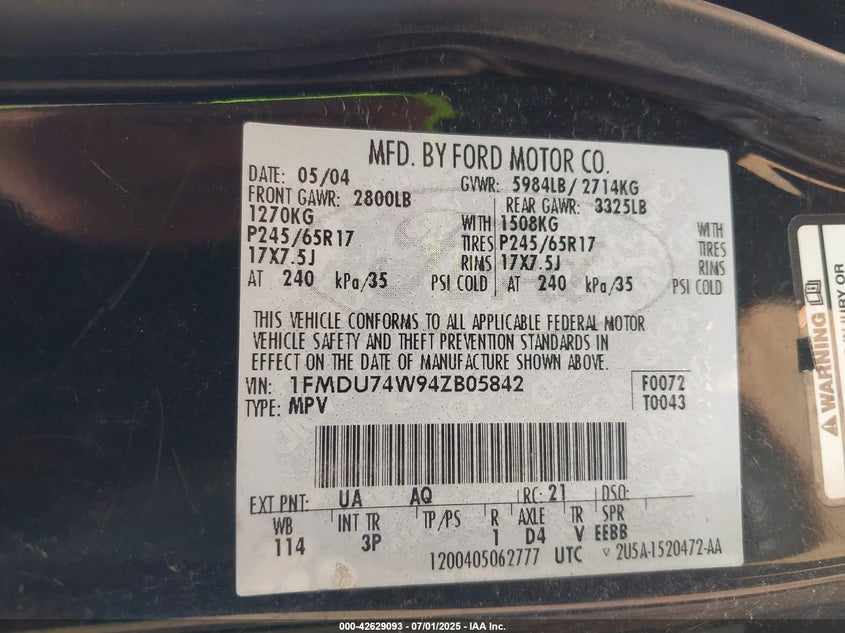 MFD. BY FORD MOTOR CO.
DATE: 05/04 GVWR: 5984LB/ 2714KG
FRONT GAWR: 2800LB REAR GAWR: 3325LB
1270KG WITH 1508KG WITH
P245/65R17 TIRES P245/65R17 TIRES
17X7.5J RIMS 17X7.5J RIMS
AT 240 kPa/35 PSI COLD AT 240 kPa/35 PSI COLD
THIS VEHICLE CONFORMS TO ALL APPLICABLE FEDERAL MOTOR
VEHICLE SAFETY AND THEFT PREVENTION STANDARDS IN
EFFECT ON THE DATE OF MANUFACTURE SHOWN ABOVE.
VIN: 1FMDU74W94ZB05842 F0072
TYPE: MPV T0043
EXT PNT: UA AQ RC: 21 DSO:
WB INT TR TP/PS R AXLE TR SPR
114 3P 1 D4 V EEBB
1200405062777 UTC 2U5A-1520472-AA
WARNING
INJURY OR
000-42629093 - 07/01/2025 - IAA Inc.